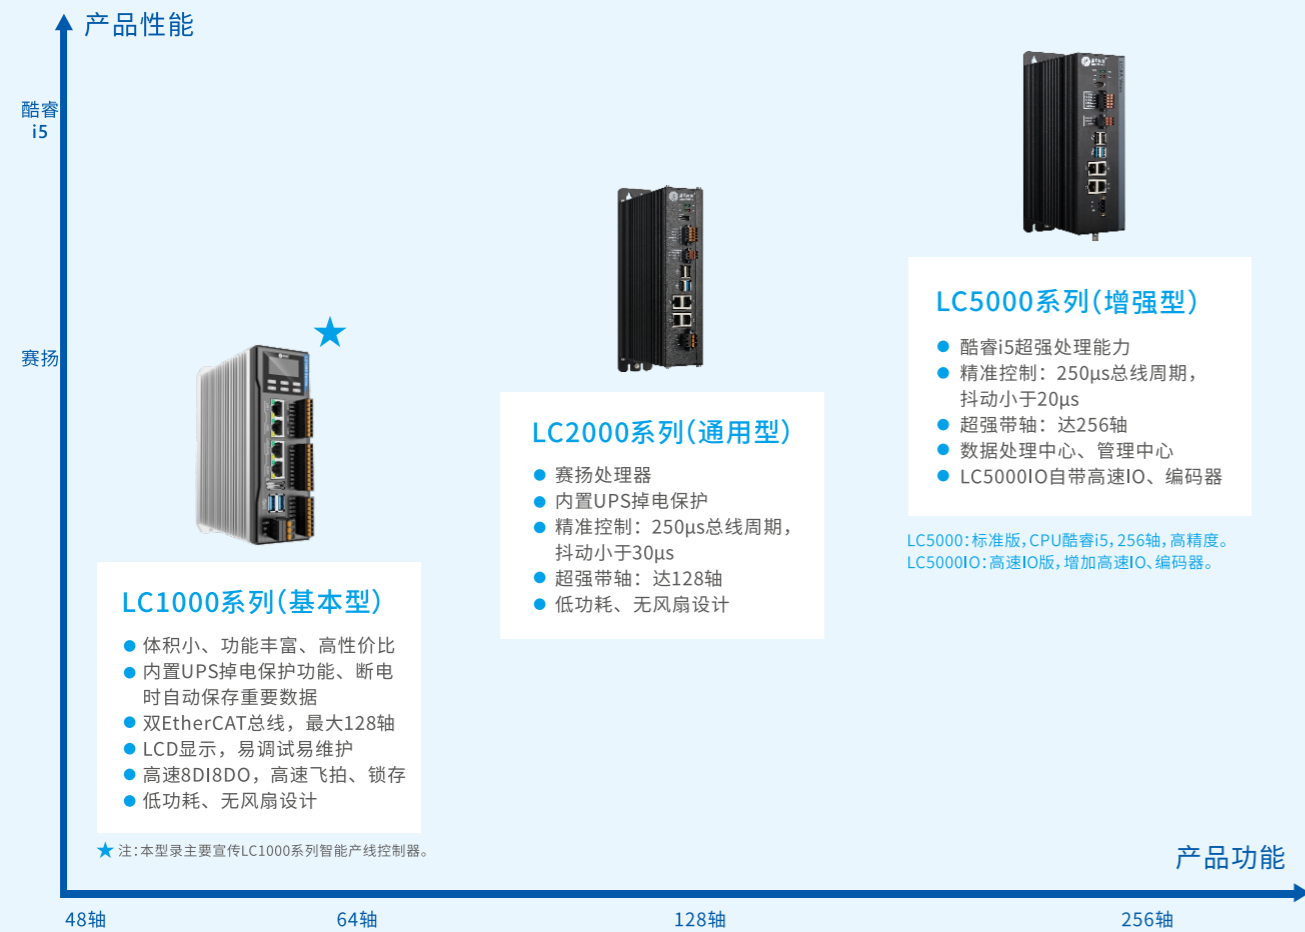 产品性能
酷睿
i5
赛扬
LC1000系列(基本型)
体积小、功能丰富、高性价比
内置UPS掉电保护功能、断电
时自动保存重要数据
双EtherCAT总线，最大128轴
LCD显示，易调试易维护
高速8DI8DO，高速飞拍、锁存
低功耗、无风扇设计
注：本型录主要宣传LC1000系列智能产线控制器。
LC2000系列(通用型)
赛扬处理器
内置UPS掉电保护
精准控制：250μs总线周期，
抖动小于30μs
超强带轴：达128轴
低功耗、无风扇设计
LC5000系列(增强型)
酷睿i5超强处理能力
精准控制：250μs总线周期，
抖动小于20μs
超强带轴：达256轴
数据处理中心、管理中心
LC5000IO自带高速IO、编码器
LC5000：标准版，CPU酷睿i5，256轴，高精度。
LC5000IO：高速IO版，增加高速IO、编码器。
产品功能
48轴
64轴
128轴
256轴